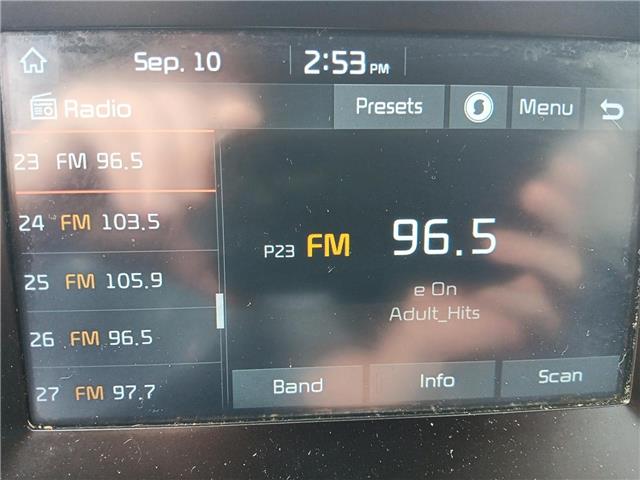 Sep. 10 2:53 PM
Radio Presets Menu
23 FM 96.5
24 FM 103.5
25 FM 105.9
26 FM 96.5
27 FM 97.7
P23 FM 96.5
e On
Adult_Hits
Band Info Scan